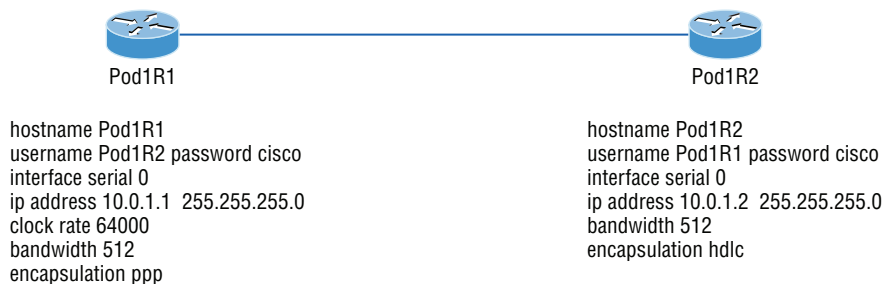 Pod1R1
Pod1R2
hostname Pod1R1
username Pod1R2 password cisco
interface serial 0
ip address 10.0.1.1 255.255.255.0
clock rate 64000
bandwidth 512
encapsulation ppp
hostname Pod1R2
username Pod1R1 password cisco
interface serial 0
ip address 10.0.1.2 255.255.255.0
bandwidth 512
encapsulation hdlc